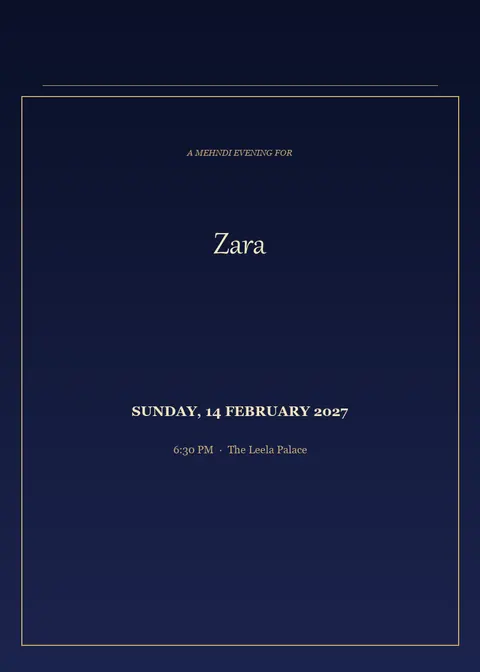 A MEHNDI EVENING FOR
Zara
SUNDAY, 14 FEBRUARY 2027
6:30 PM · The Leela Palace